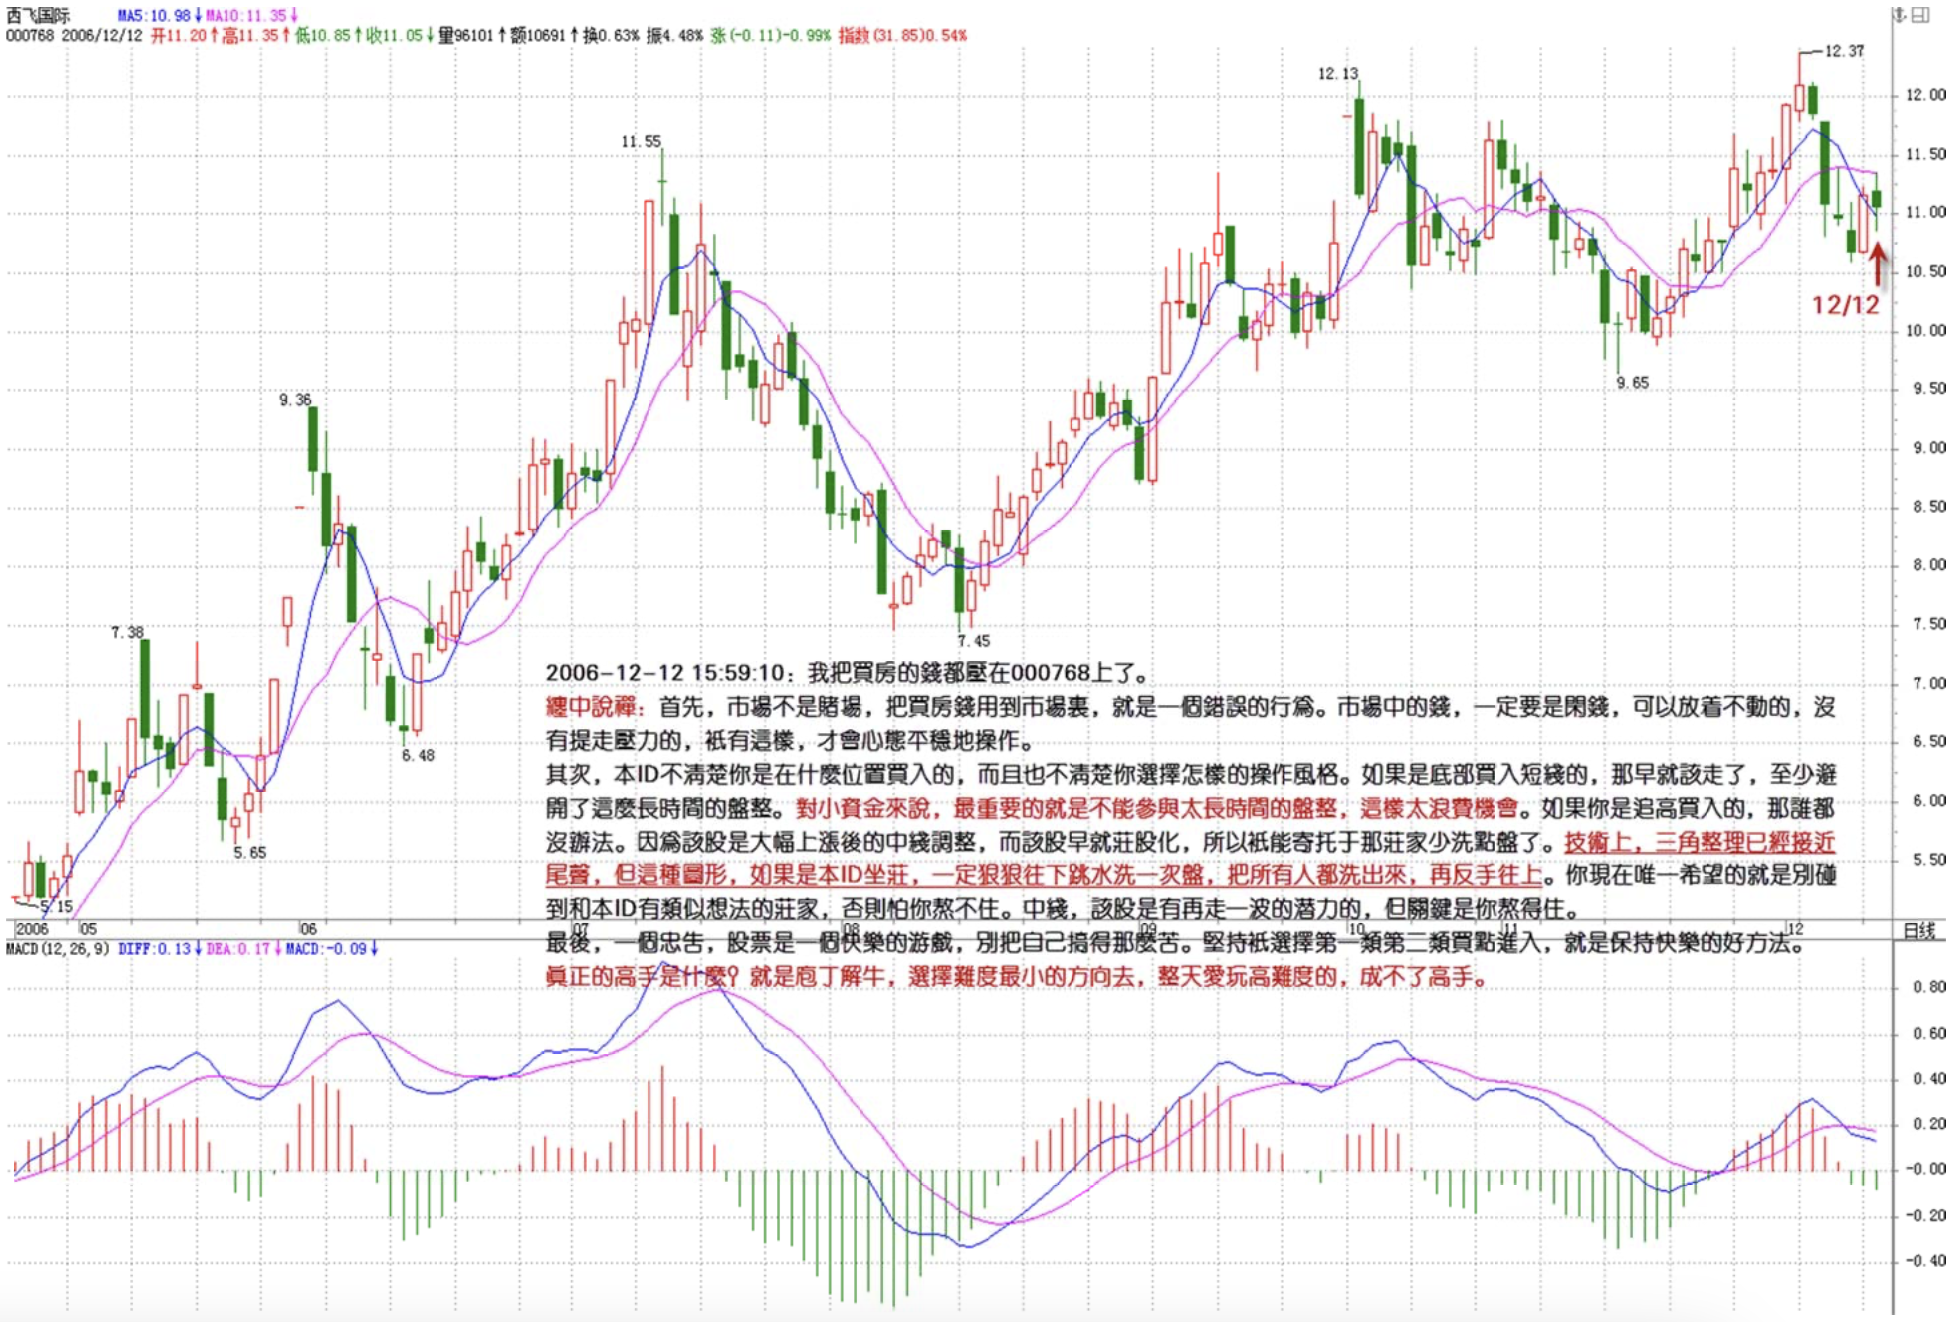 西飞国际 MA5:10.98↓ MA10:11.35↓
000768 2006/12/12 开11.20↑高11.35↑低10.85↑收11.05↓量96101↑额10691↑换0.63% 振4.48% 涨(-0.11)-0.99% 指数(31.85)0.54%
12.37
12.13
12.00
11.55
11.50
11.00
10.50
12/12
10.00
9.65
9.50
9.36
9.00
8.50
8.00
7.50
7.38
7.45
2006-12-12 15:59:10：我把買房的錢都壓在000768上了。
7.00
纏中說禪：首先，市場不是賭場，把買房錢用到市場裏，就是一個錯誤的行爲。市場中的錢，一定要是閑錢，可以放着不動的，沒
有提走壓力的，衹有這樣，才會心態平穩地操作。
6.50
6.48
其次，本ID不清楚你是在什麽位置買入的，而且也不清楚你選擇怎樣的操作風格。如果是底部買入短綫的，那早就該走了，至少避
開了這麽長時間的盤整。對小資金來說，最重要的就是不能參與太長時間的盤整，這樣太浪費機會。如果你是追高買入的，那誰都
6.00
沒辦法。因爲該股是大幅上漲後的中綫調整，而該股早就莊股化，所以衹能寄托于那莊家少洗點盤了。技術上，三角整理已經接近
5.65
5.50
尾聲，但這種圖形，如果是本ID坐莊，一定狠狠往下跳水洗一次盤，把所有人都洗出來，再反手往上。你現在唯一希望的就是別碰
5.15
到和本ID有類似想法的莊家，否則怕你熬不住。中綫，該股是有再走一波的潛力的，但關鍵是你熬得住。
2006 05 06 07 08 09 10 11 12 日线
最後，一個忠告，股票是一個快樂的游戲，別把自己搞得那麽苦。堅持衹選擇第一類第二類買點進入，就是保持快樂的好方法。
MACD(12,26,9) DIFF:0.13↓ DEA:0.17↓ MACD:-0.09↓
眞正的高手是什麽？就是庖丁解牛，選擇難度最小的方向去，整天愛玩高難度的，成不了高手。
0.80
0.60
0.40
0.20
-0.00
-0.20
-0.40